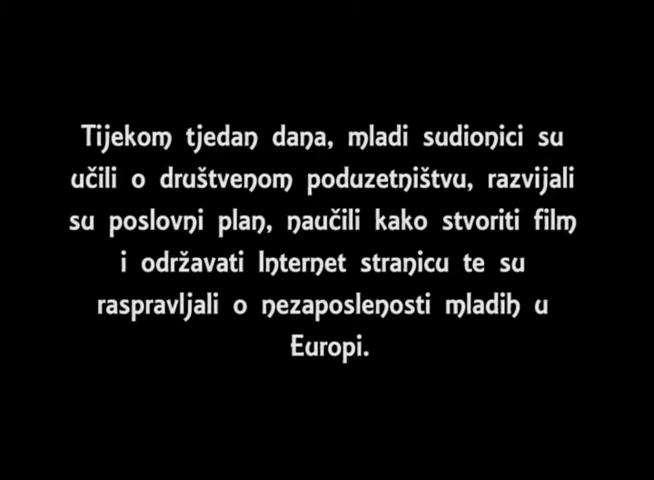 Tijekom tjedan dana, mladi sudionici su
učili o društvenom poduzetništvu, razvijali
su poslovni plan, naučili kako stvoriti film
i održavati Internet stranicu te su
raspravljali o nezaposlenosti mladih u
Europi.